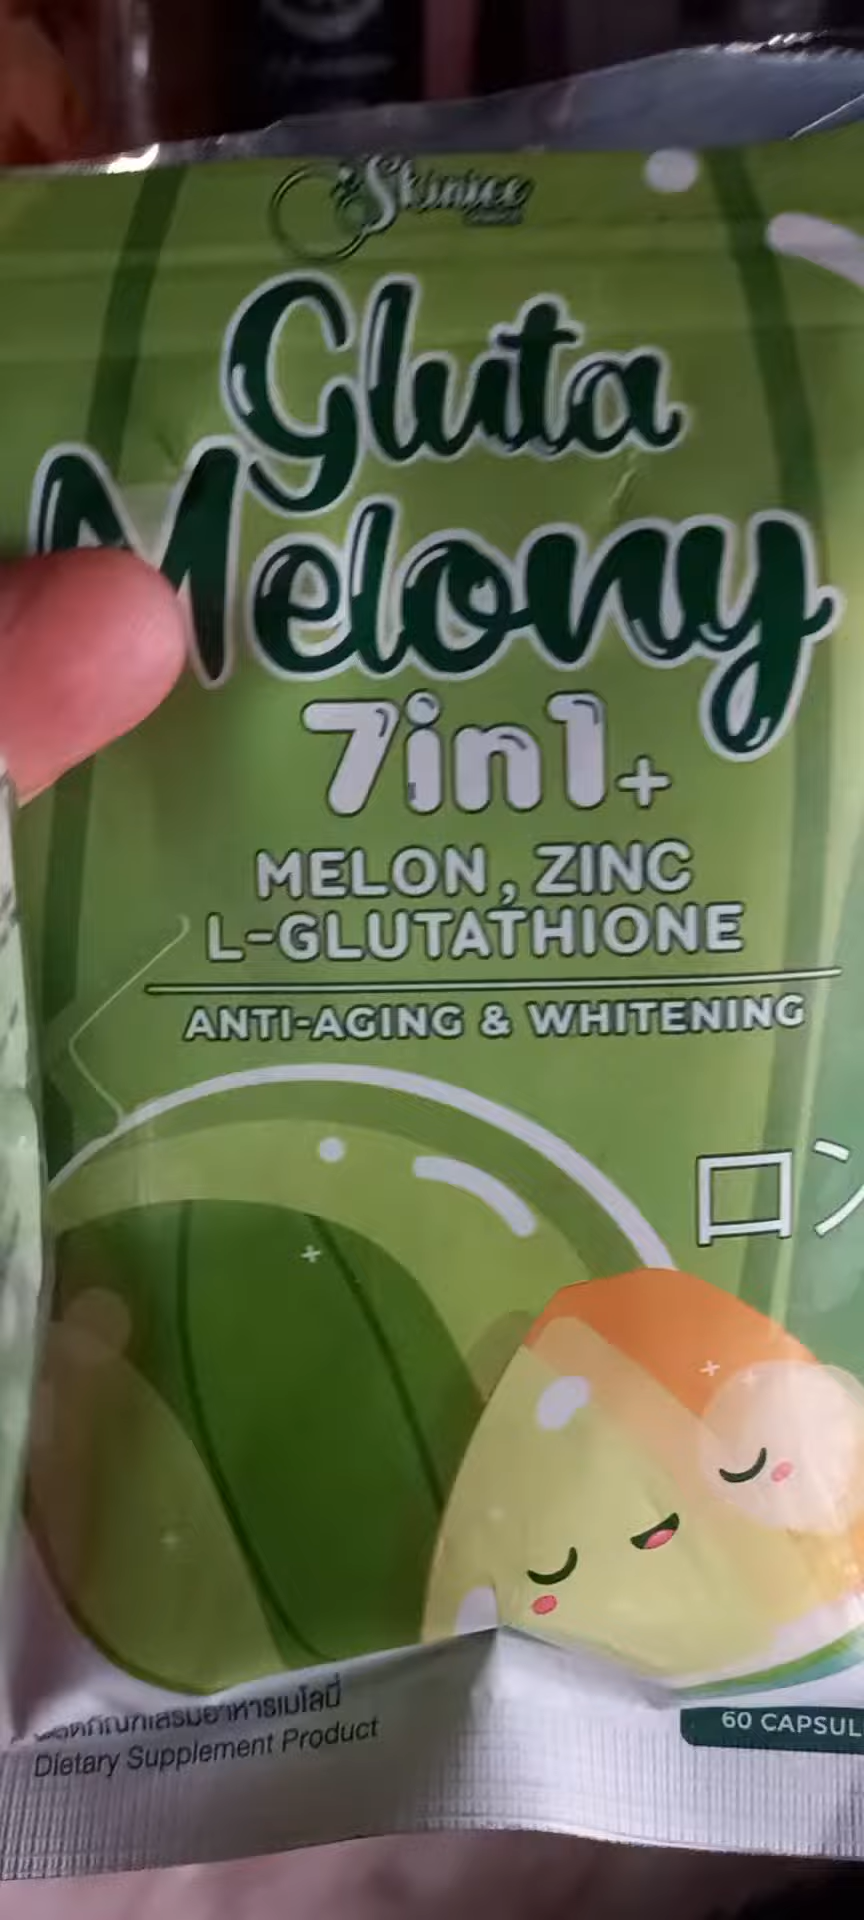 Skinice
Gluta
Melony
7in1+
MELON, ZINC
L-GLUTATHIONE
ANTI-AGING & WHITENING
ロン
ผลิตภัณฑ์เสริมอาหารเมโลนี่
Dietary Supplement Product
60 CAPSUL